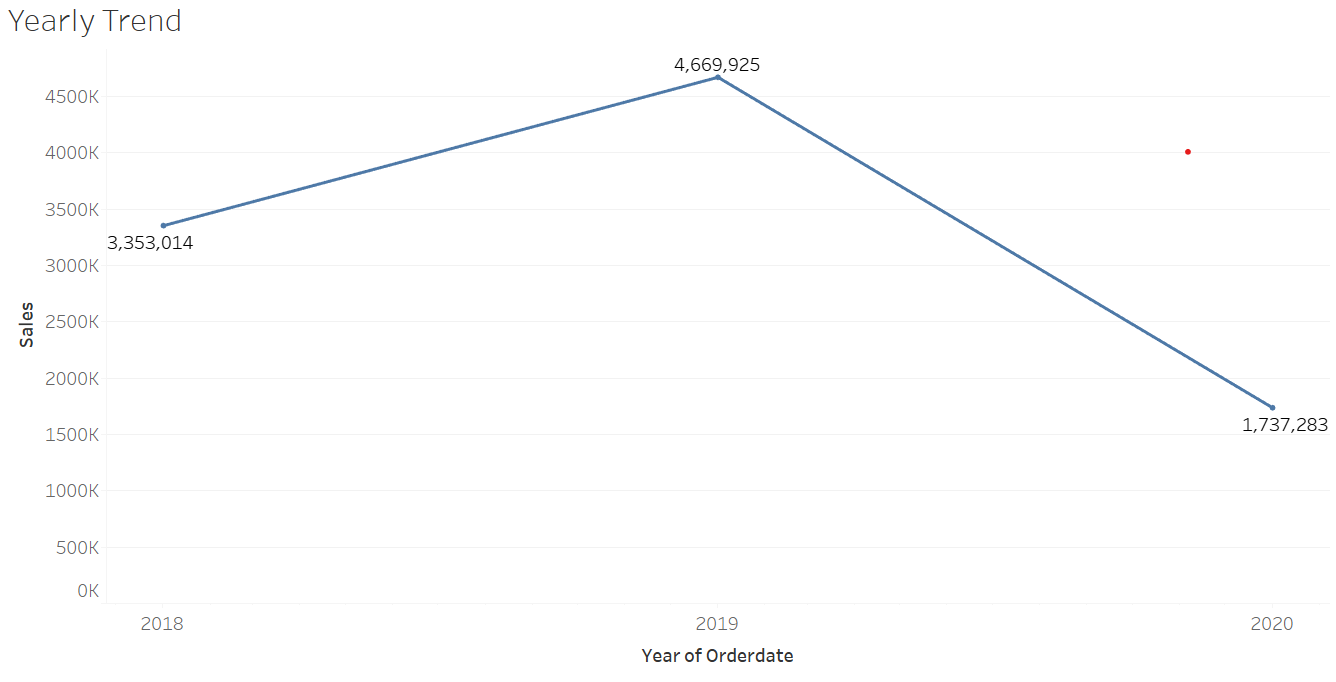 Yearly Trend
4,669,925
4500K
4000K
3500K
3,353,014
3000K
Sales
2500K
2000K
1500K
1,737,283
1000K
500K
0K
2018 2019 2020
Year of Orderdate